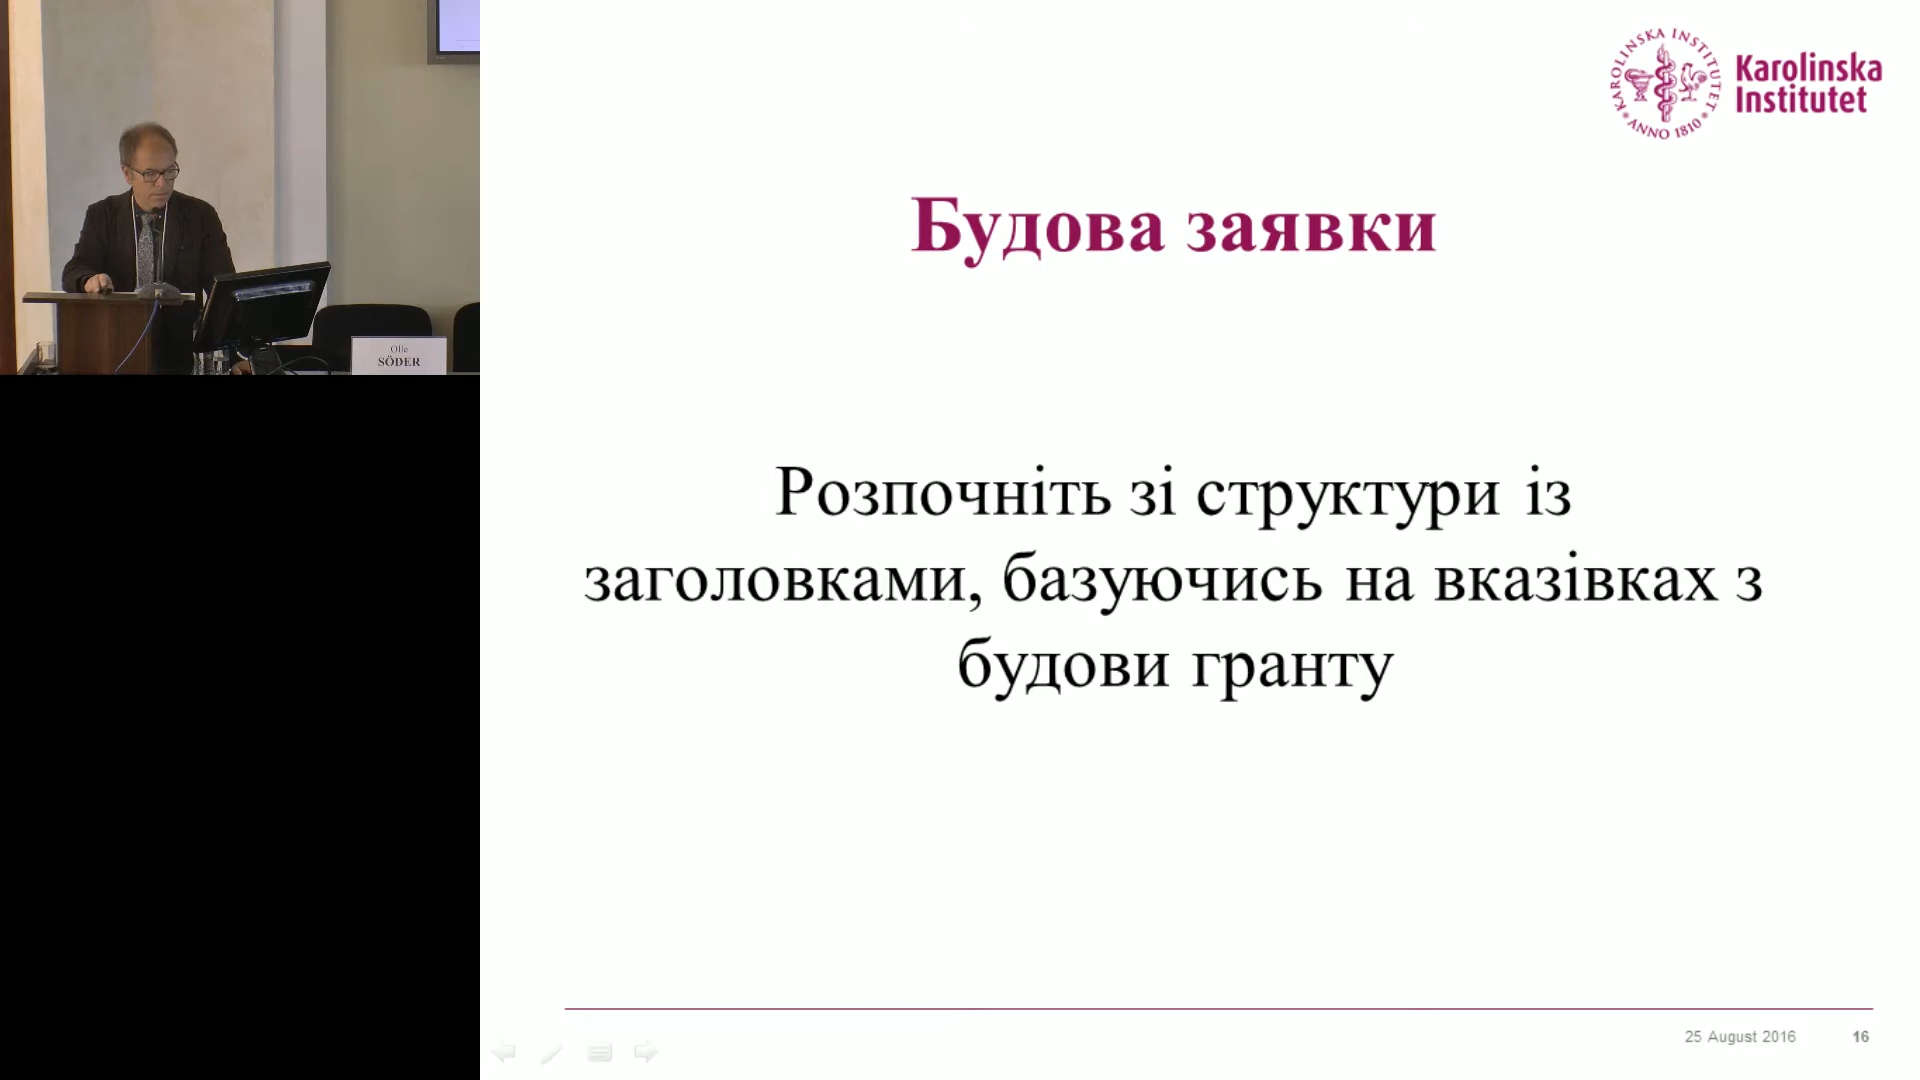 Olle
SÖDER
KAROLINSKA INSTITUTET
ANNO 1810
Karolinska
Institutet
Будова заявки
Розпочніть зі структури із
заголовками, базуючись на вказівках з
будови гранту
25 August 2016
16